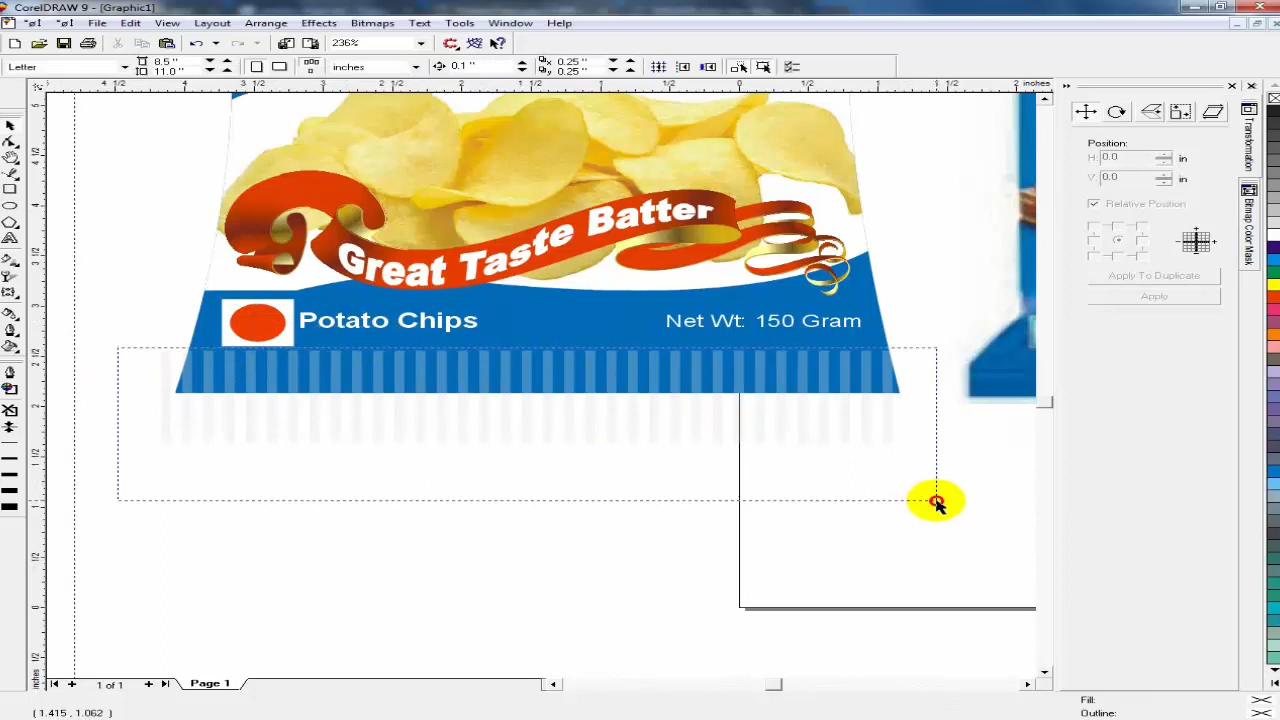 CorelDRAW 9 - [Graphic1]
File Edit View Layout Arrange Effects Bitmaps Text Tools Window Help
236%
Letter 8.5" 11.0" inches 0.1" 0.25" 0.25"
inches
Position:
H: 0.0 in
V: 0.0 in
Relative Position
Apply To Duplicate
Apply
Transformation
Bitmap Color Mask
Great Taste Batter
Potato Chips
Net Wt: 150 Gram
1 of 1
Page 1
Fill:
Outline:
( 1.415 , 1.062 )